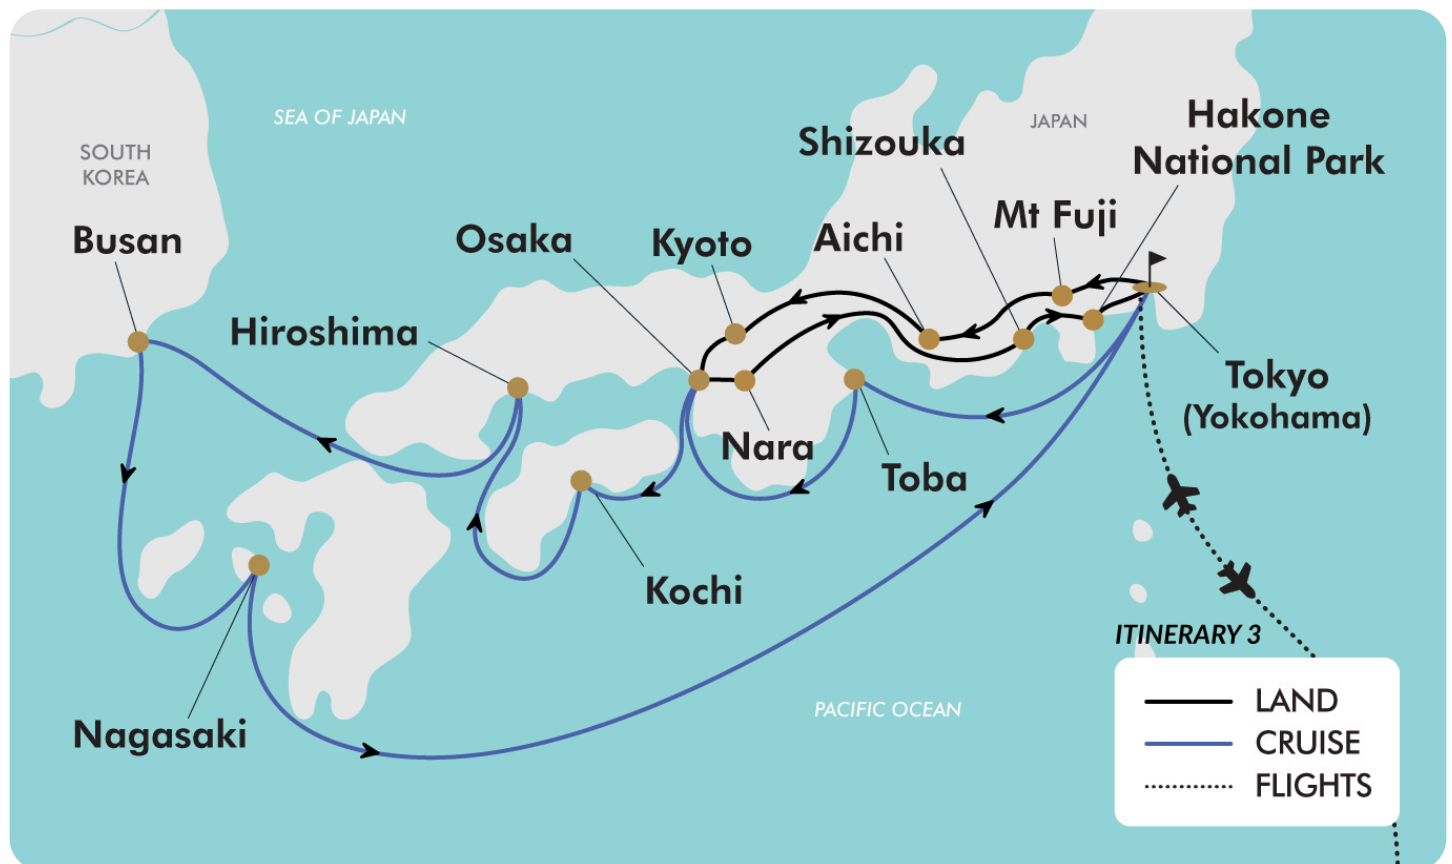 SEA OF JAPAN
SOUTH
KOREA
JAPAN
Hakone
National Park
Shizouka
Mt Fuji
Busan
Osaka
Kyoto
Aichi
Hiroshima
Tokyo
(Yokohama)
Nara
Toba
Kochi
Nagasaki
PACIFIC OCEAN
ITINERARY 3
LAND
CRUISE
FLIGHTS